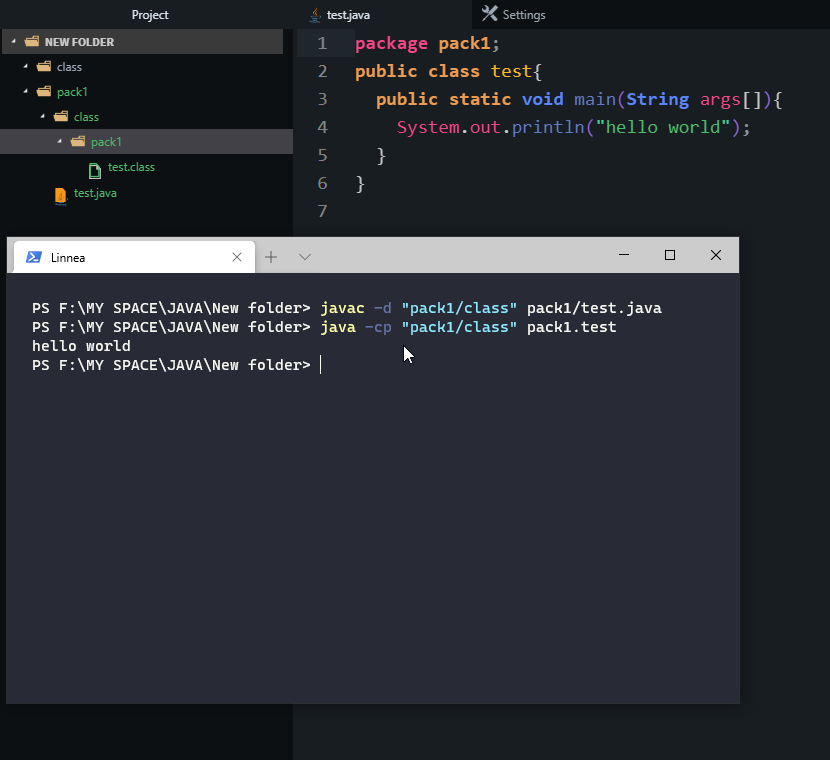 Project
NEW FOLDER
class
pack1
class
pack1
test.class
test.java
test.java
Settings
1 package pack1;
2 public class test{
3 public static void main(String args[]){
4 System.out.println("hello world");
5 }
6 }
7
Linnea
PS F:\MY SPACE\JAVA\New folder> javac -d "pack1/class" pack1/test.java
PS F:\MY SPACE\JAVA\New folder> java -cp "pack1/class" pack1.test
hello world
PS F:\MY SPACE\JAVA\New folder>